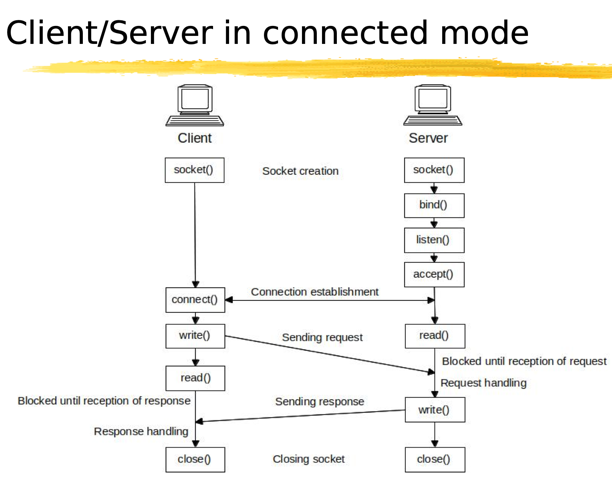 Client/Server in connected mode
Client
Server
socket()
Socket creation
socket()
bind()
listen()
accept()
Connection establishment
connect()
write()
Sending request
read()
Blocked until reception of request
read()
Request handling
Blocked until reception of response
Sending response
write()
Response handling
close()
Closing socket
close()